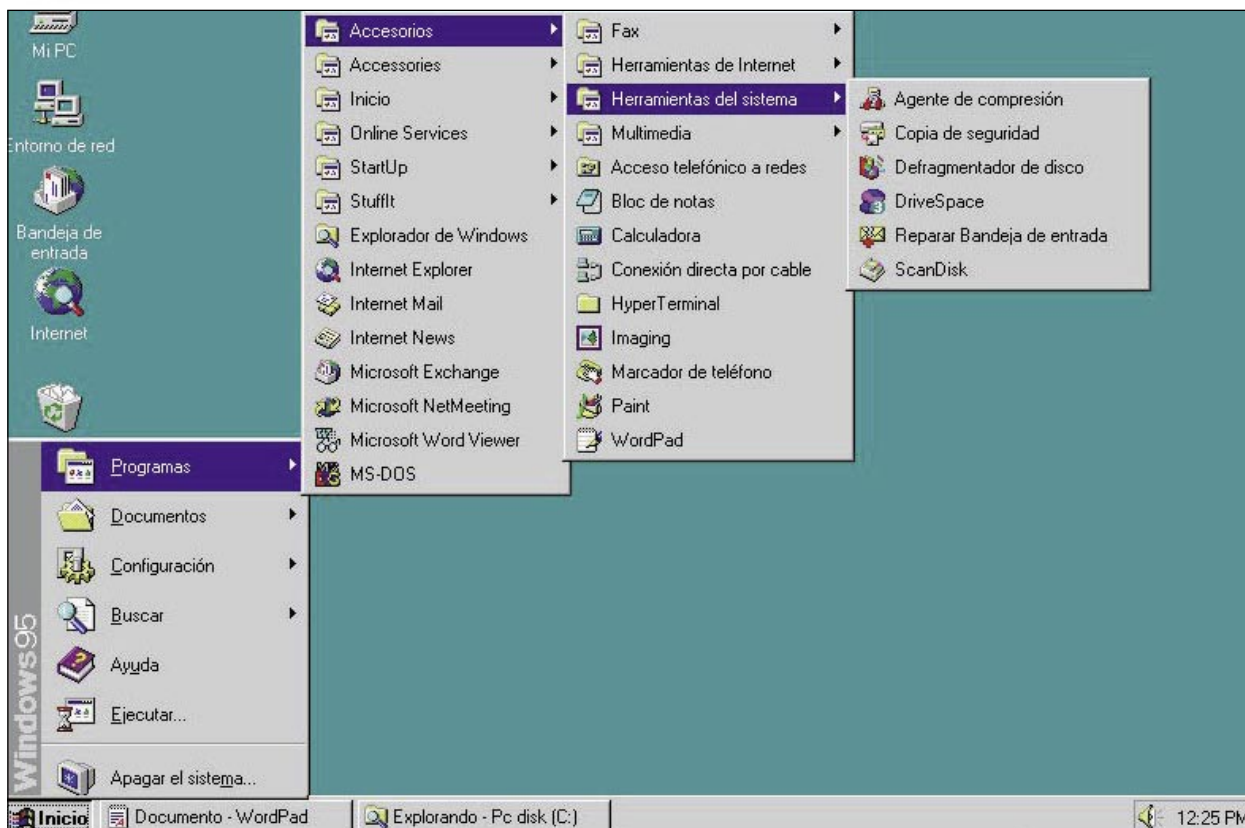 Mi PC
Entorno de red
Bandeja de
entrada
Internet
Programas
Documentos
Configuración
Buscar
Ayuda
Ejecutar...
Apagar el sistema...
Windows95
Accesorios
Accessories
Inicio
Online Services
StartUp
StuffIt
Explorador de Windows
Internet Explorer
Internet Mail
Internet News
Microsoft Exchange
Microsoft NetMeeting
Microsoft Word Viewer
MS-DOS
Fax
Herramientas de Internet
Herramientas del sistema
Multimedia
Acceso telefónico a redes
Bloc de notas
Calculadora
Conexión directa por cable
HyperTerminal
Imaging
Marcador de teléfono
Paint
WordPad
Agente de compresión
Copia de seguridad
Defragmentador de disco
DriveSpace
Reparar Bandeja de entrada
ScanDisk
Inicio
Documento - WordPad
Explorando - Pc disk (C:)
12:25 PM